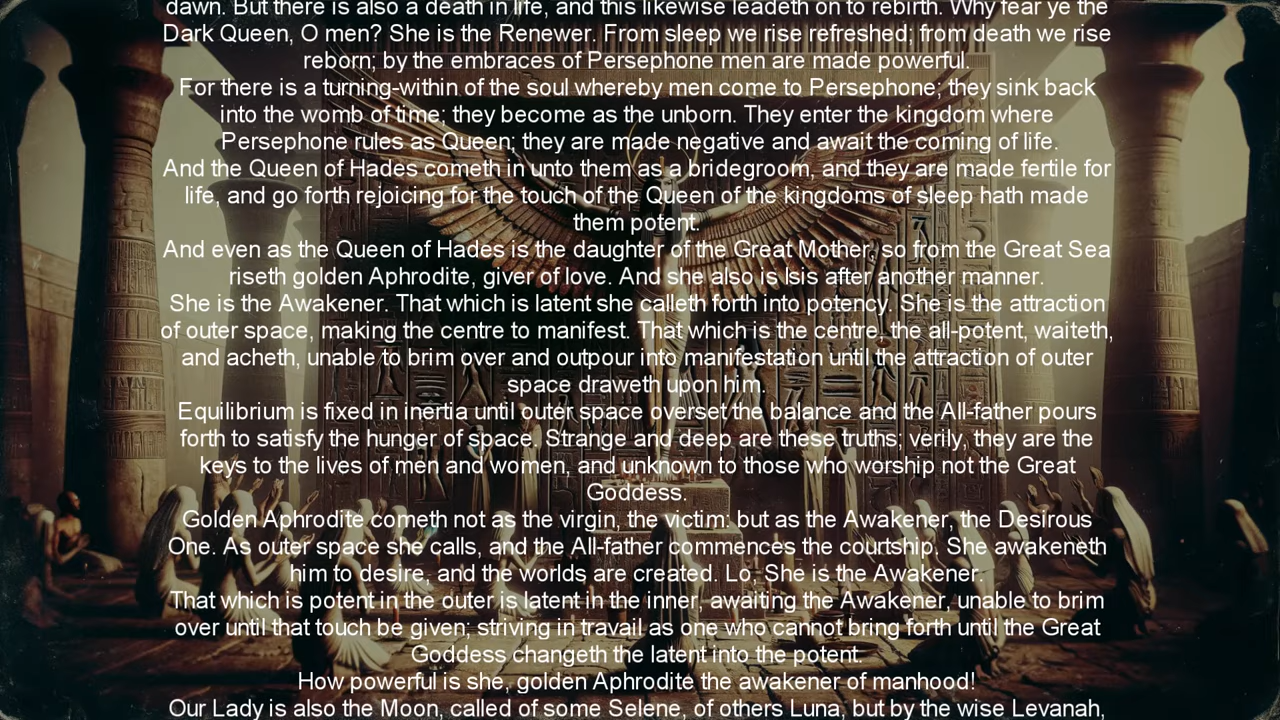 dawn. But there is also a death in life, and this likewise leadeth on to rebirth. Why fear ye the
Dark Queen, O men? She is the Renewer. From sleep we rise refreshed; from death we rise
reborn; by the embraces of Persephone men are made powerful.
For there is a turning-within of the soul whereby men come to Persephone; they sink back
into the womb of time; they become as the unborn. They enter the kingdom where
Persephone rules as Queen; they are made negative and await the coming of life.
And the Queen of Hades cometh in unto them as a bridegroom, and they are made fertile for
life, and go forth rejoicing for the touch of the Queen of the kingdoms of sleep hath made
them potent.
And even as the Queen of Hades is the daughter of the Great Mother, so from the Great Sea
riseth golden Aphrodite, giver of love. And she also is Isis after another manner.
She is the Awakener. That which is latent she calleth forth into potency. She is the attraction
of outer space, making the centre to manifest. That which is the centre, the all-potent, waiteth,
and acheth, unable to brim over and outpour into manifestation until the attraction of outer
space draweth upon him.
Equilibrium is fixed in inertia until outer space overset the balance and the All-father pours
forth to satisfy the hunger of space. Strange and deep are these truths; verily, they are the
keys to the lives of men and women, and unknown to those who worship not the Great
Goddess.
Golden Aphrodite cometh not as the virgin, the victim: but as the Awakener, the Desirous
One. As outer space she calls, and the All-father commences the courtship. She awakeneth
him to desire, and the worlds are created. Lo, She is the Awakener.
That which is potent in the outer is latent in the inner, awaiting the Awakener, unable to brim
over until that touch be given; striving in travail as one who cannot bring forth until the Great
Goddess changeth the latent into the potent.
How powerful is she, golden Aphrodite the awakener of manhood!
Our Lady is also the Moon, called of some Selene, of others Luna, but by the wise Levanah,